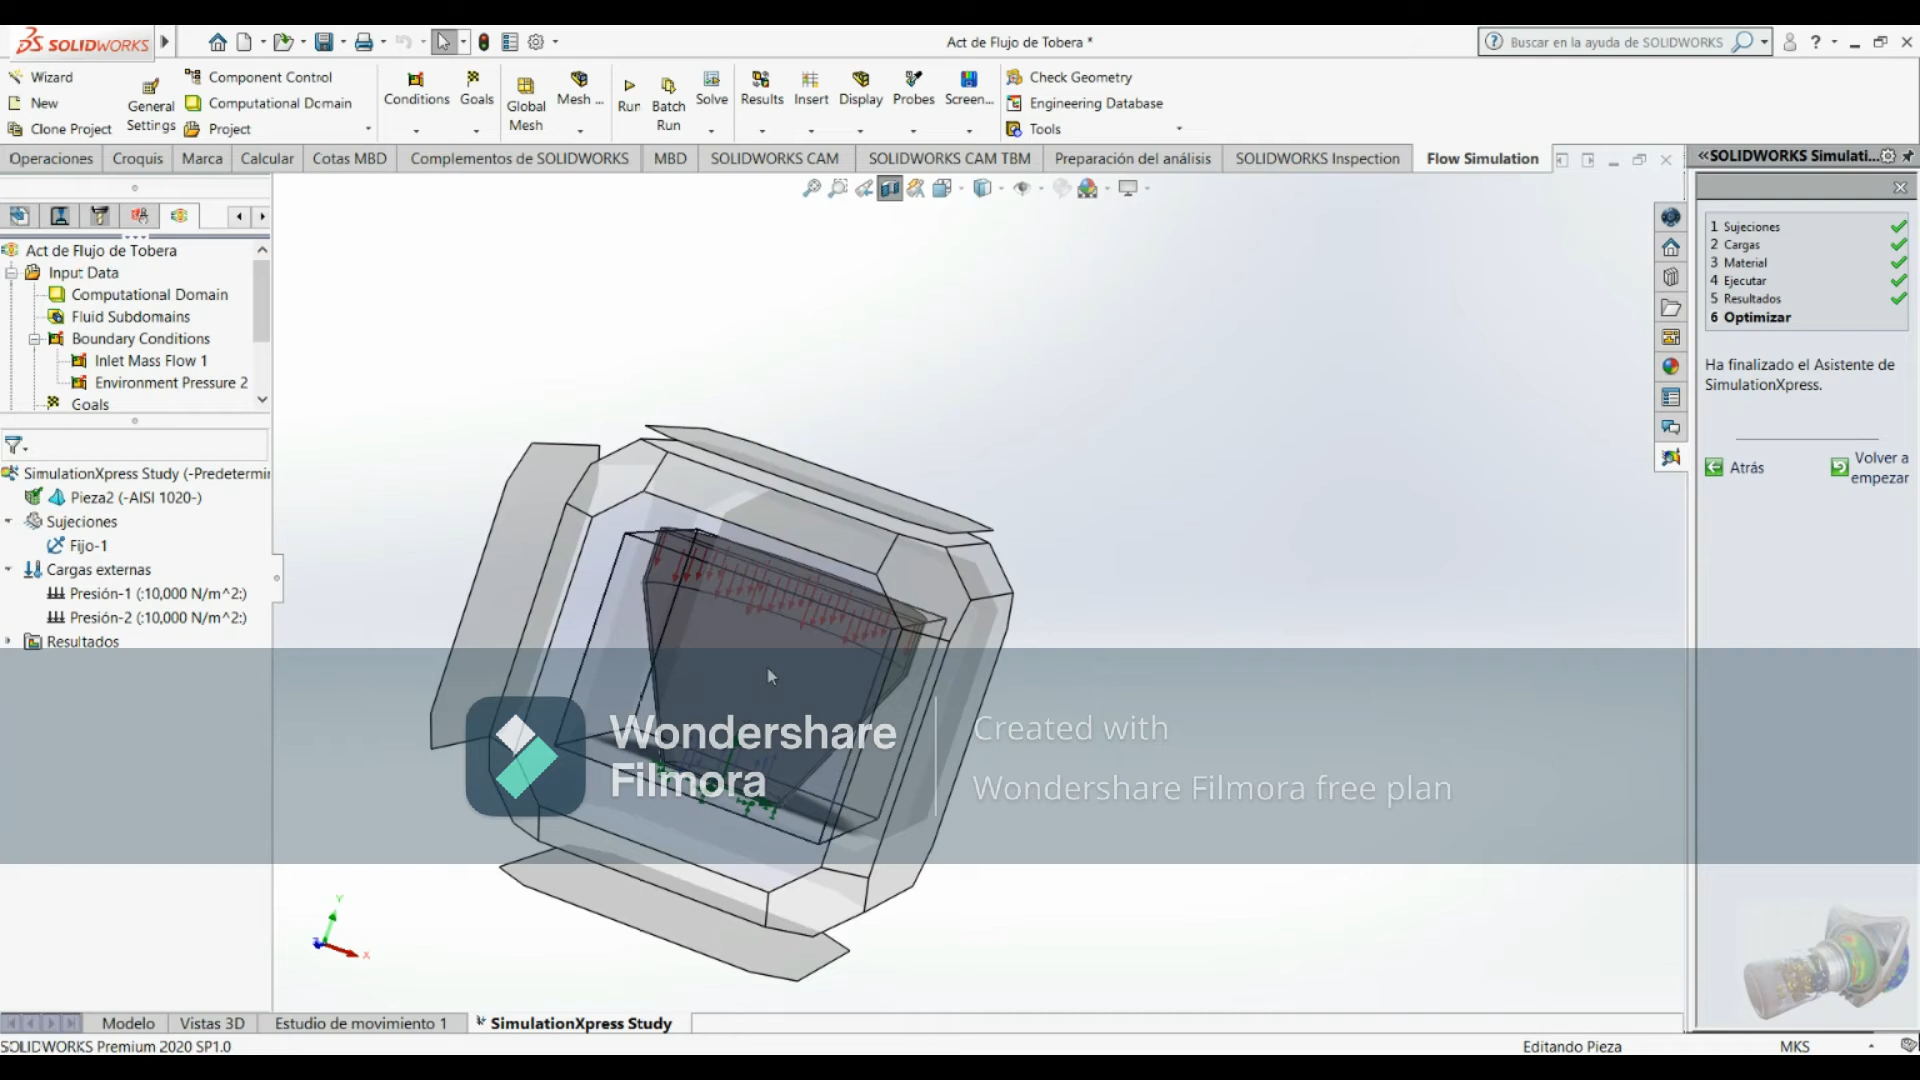 SOLIDWORKS
Act de Flujo de Tobera *
Buscar en la ayuda de SOLIDWORKS
Wizard
New
Clone Project
General Settings
Component Control
Computational Domain
Project
Conditions
Goals
Global Mesh
Mesh ...
Run
Batch Run
Solve
Results
Insert
Display
Probes
Screen...
Check Geometry
Engineering Database
Tools
Operaciones
Croquis
Marca
Calcular
Cotas MBD
Complementos de SOLIDWORKS
MBD
SOLIDWORKS CAM
SOLIDWORKS CAM TBM
Preparación del análisis
SOLIDWORKS Inspection
Flow Simulation
«SOLIDWORKS Simulati...
Act de Flujo de Tobera
Input Data
Computational Domain
Fluid Subdomains
Boundary Conditions
Inlet Mass Flow 1
Environment Pressure 2
Goals
SimulationXpress Study (-Predetermin
Pieza2 (-AISI 1020-)
Sujeciones
Fijo-1
Cargas externas
Presión-1 (:10,000 N/m^2:)
Presión-2 (:10,000 N/m^2:)
Resultados
1 Sujeciones
2 Cargas
3 Material
4 Ejecutar
5 Resultados
6 Optimizar
Ha finalizado el Asistente de
SimulationXpress.
Atrás
Volver a
empezar
Wondershare
Filmora
Created with
Wondershare Filmora free plan
Y
X
Modelo
Vistas 3D
Estudio de movimiento 1
SimulationXpress Study
SOLIDWORKS Premium 2020 SP1.0
Editando Pieza
MKS